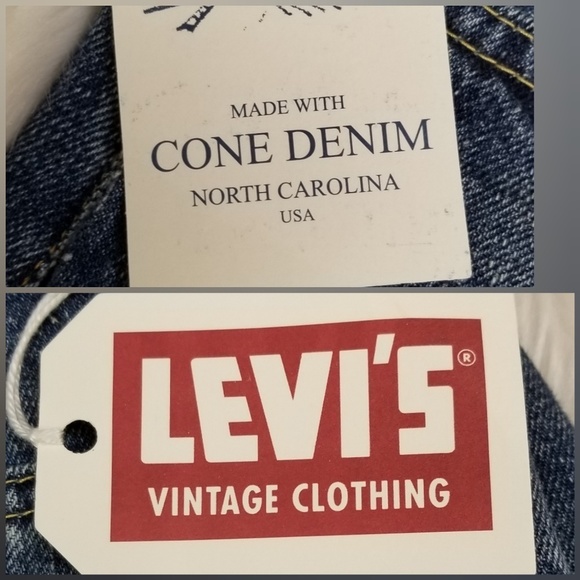 MADE WITH
CONE DENIM
NORTH CAROLINA
USA
LEVI'S®
VINTAGE CLOTHING